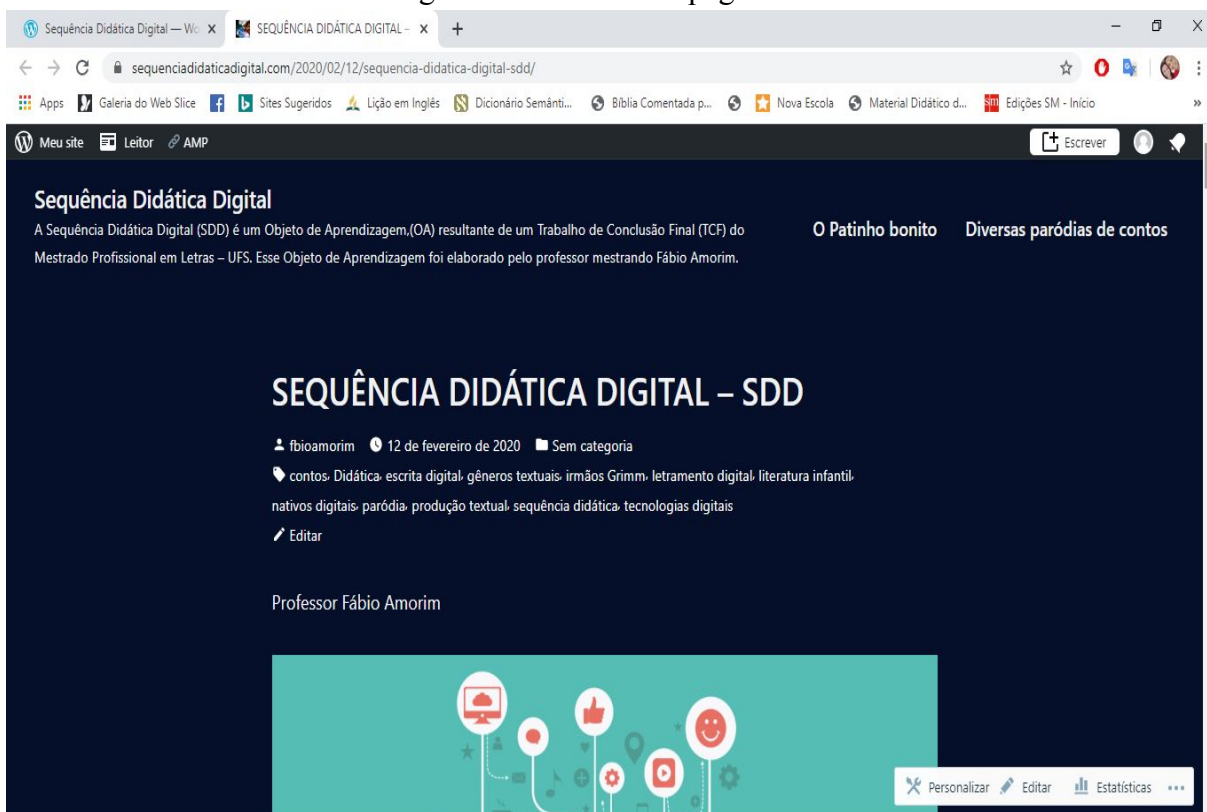 Sequência Didática Digital — Wo
SEQUÊNCIA DIDÁTICA DIGITAL –
sequenciadidaticadigital.com/2020/02/12/sequencia-didatica-digital-sdd/
Apps Galeria do Web Slice Sites Sugeridos Lição em Inglês Dicionário Semânti... Bíblia Comentada p... Nova Escola Material Didático d... sm Edições SM - Início »
Meu site Leitor AMP Escrever
Sequência Didática Digital
A Sequência Didática Digital (SDD) é um Objeto de Aprendizagem,(OA) resultante de um Trabalho de Conclusão Final (TCF) do
Mestrado Profissional em Letras – UFS. Esse Objeto de Aprendizagem foi elaborado pelo professor mestrando Fábio Amorim.
O Patinho bonito Diversas paródias de contos
SEQUÊNCIA DIDÁTICA DIGITAL – SDD
fbioamorim 12 de fevereiro de 2020 Sem categoria
contos, Didática, escrita digital, gêneros textuais, irmãos Grimm, letramento digital, literatura infantil,
nativos digitais, paródia, produção textual, sequência didática, tecnologias digitais
Editar
Professor Fábio Amorim
Personalizar Editar Estatísticas ...